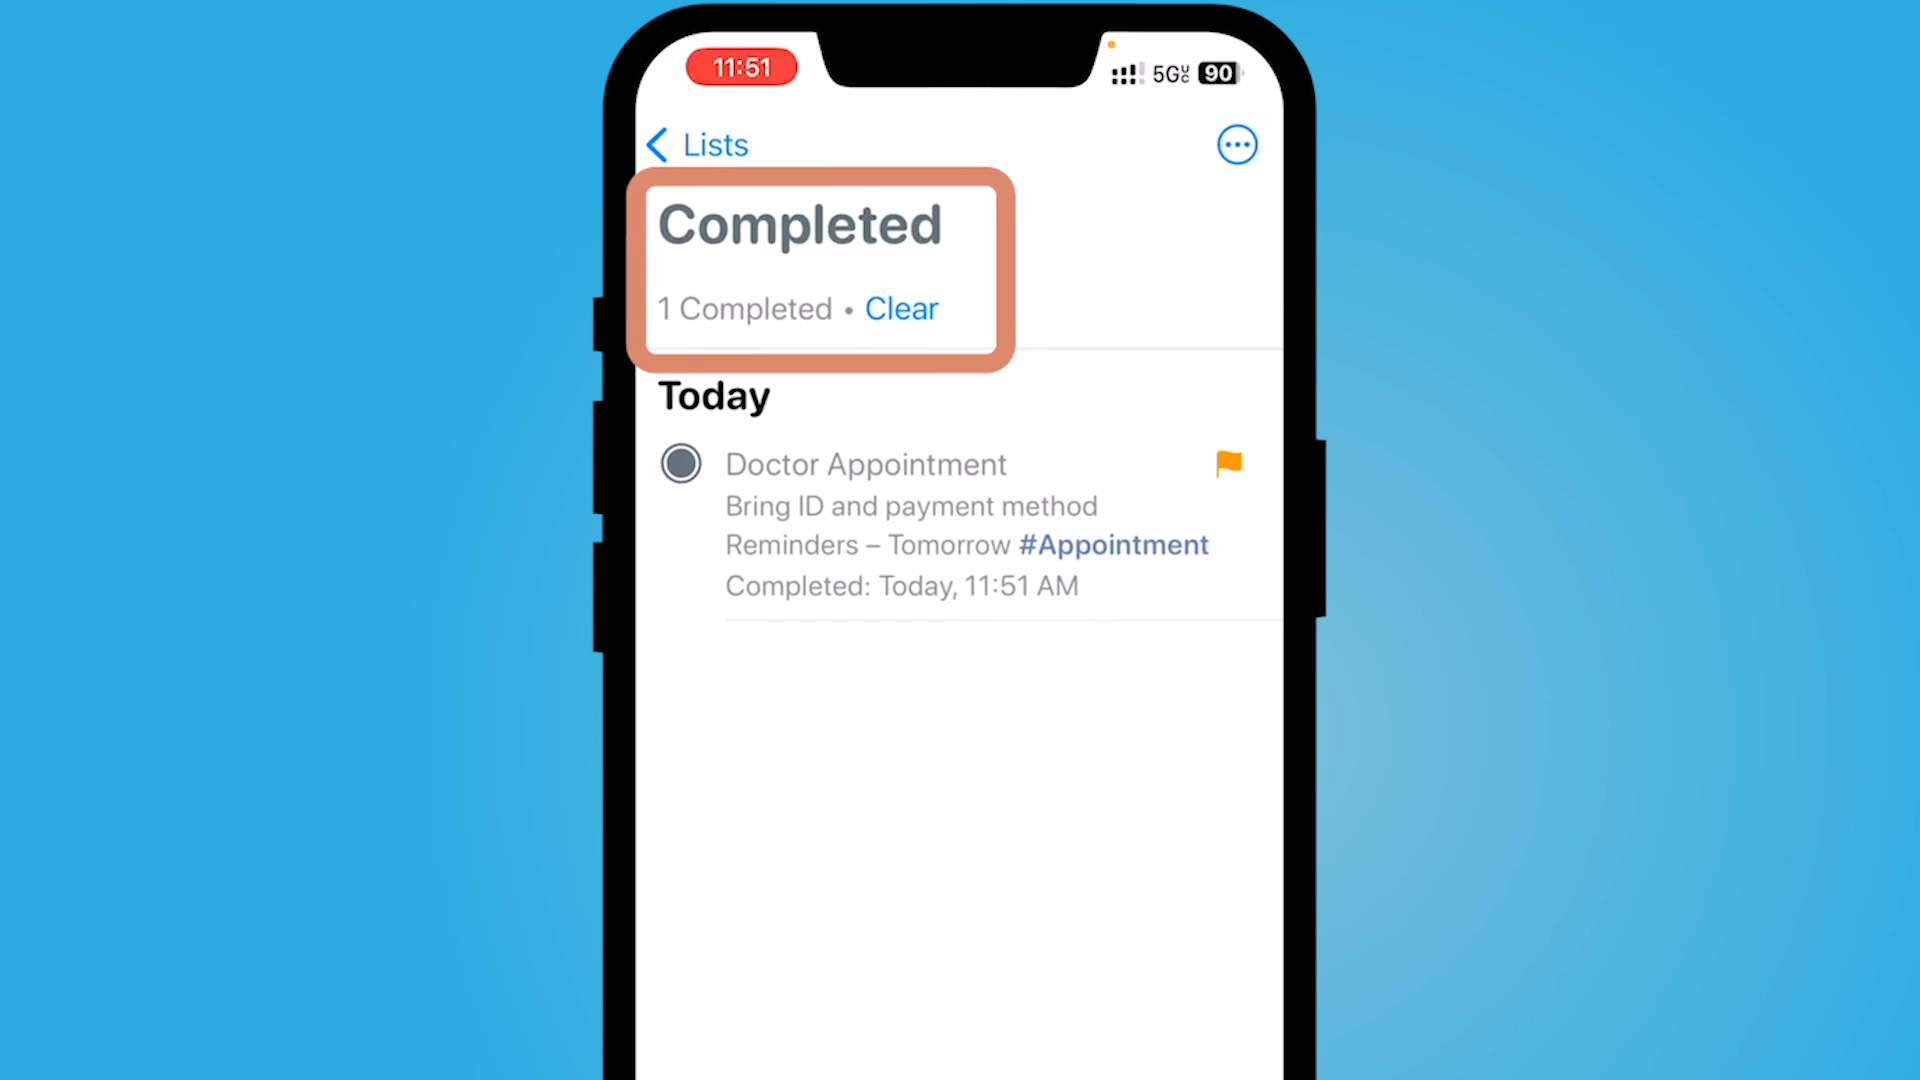 11:51
5G 90
Lists
Completed
1 Completed • Clear
Today
Doctor Appointment
Bring ID and payment method
Reminders – Tomorrow #Appointment
Completed: Today, 11:51 AM